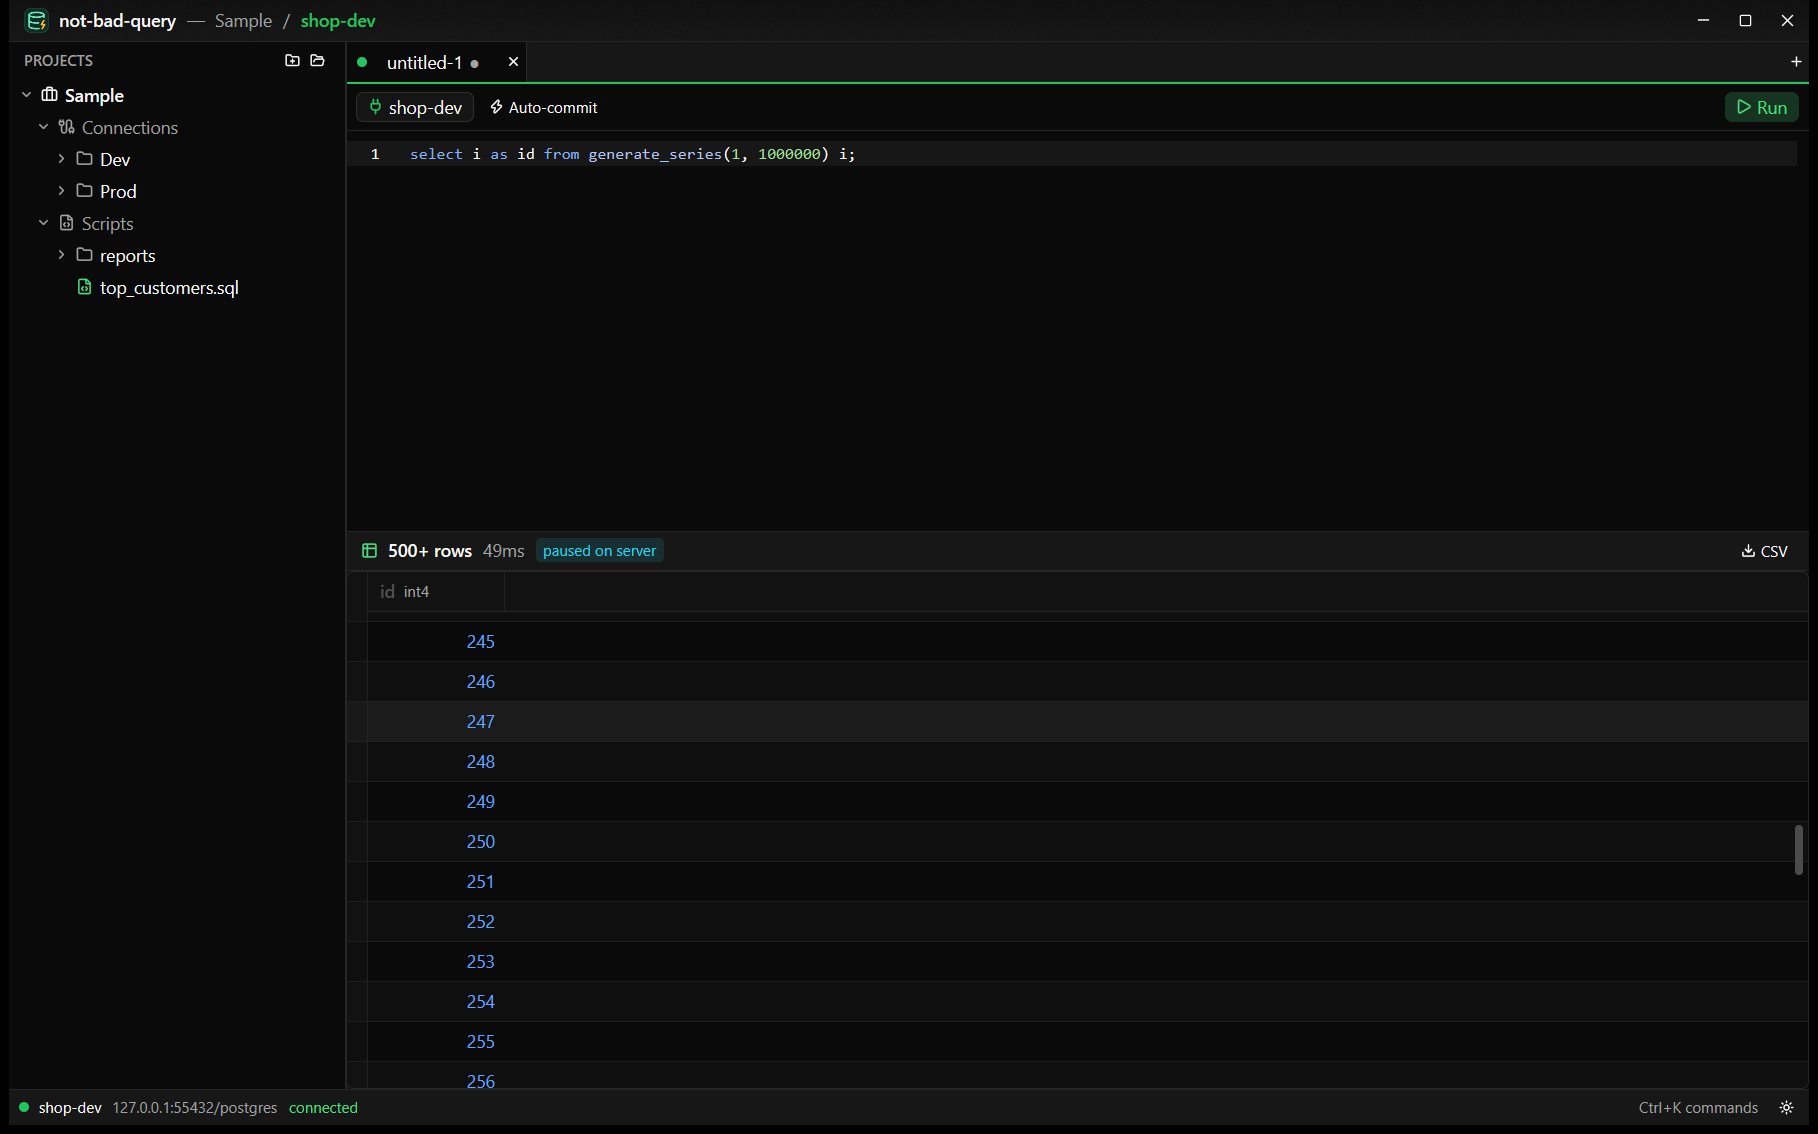 not-bad-query — Sample / shop-dev
PROJECTS
Sample
Connections
Dev
Prod
Scripts
reports
top_customers.sql
untitled-1
shop-dev Auto-commit Run
1 select i as id from generate_series(1, 1000000) i;
500+ rows 49ms paused on server CSV
id int4
245
246
247
248
249
250
251
252
253
254
255
256
shop-dev 127.0.0.1:55432/postgres connected Ctrl+K commands